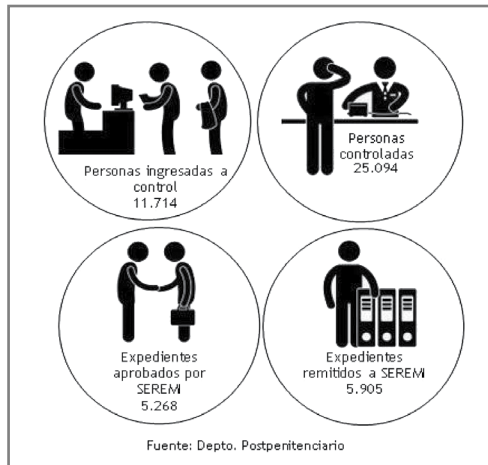 Personas ingresadas a
control
11.714
Personas
controladas
25.094
Expedientes
aprobados por
SEREMI
5.268
Expedientes
remitidos a SEREMI
5.905
Fuente: Depto. Postpenitenciario